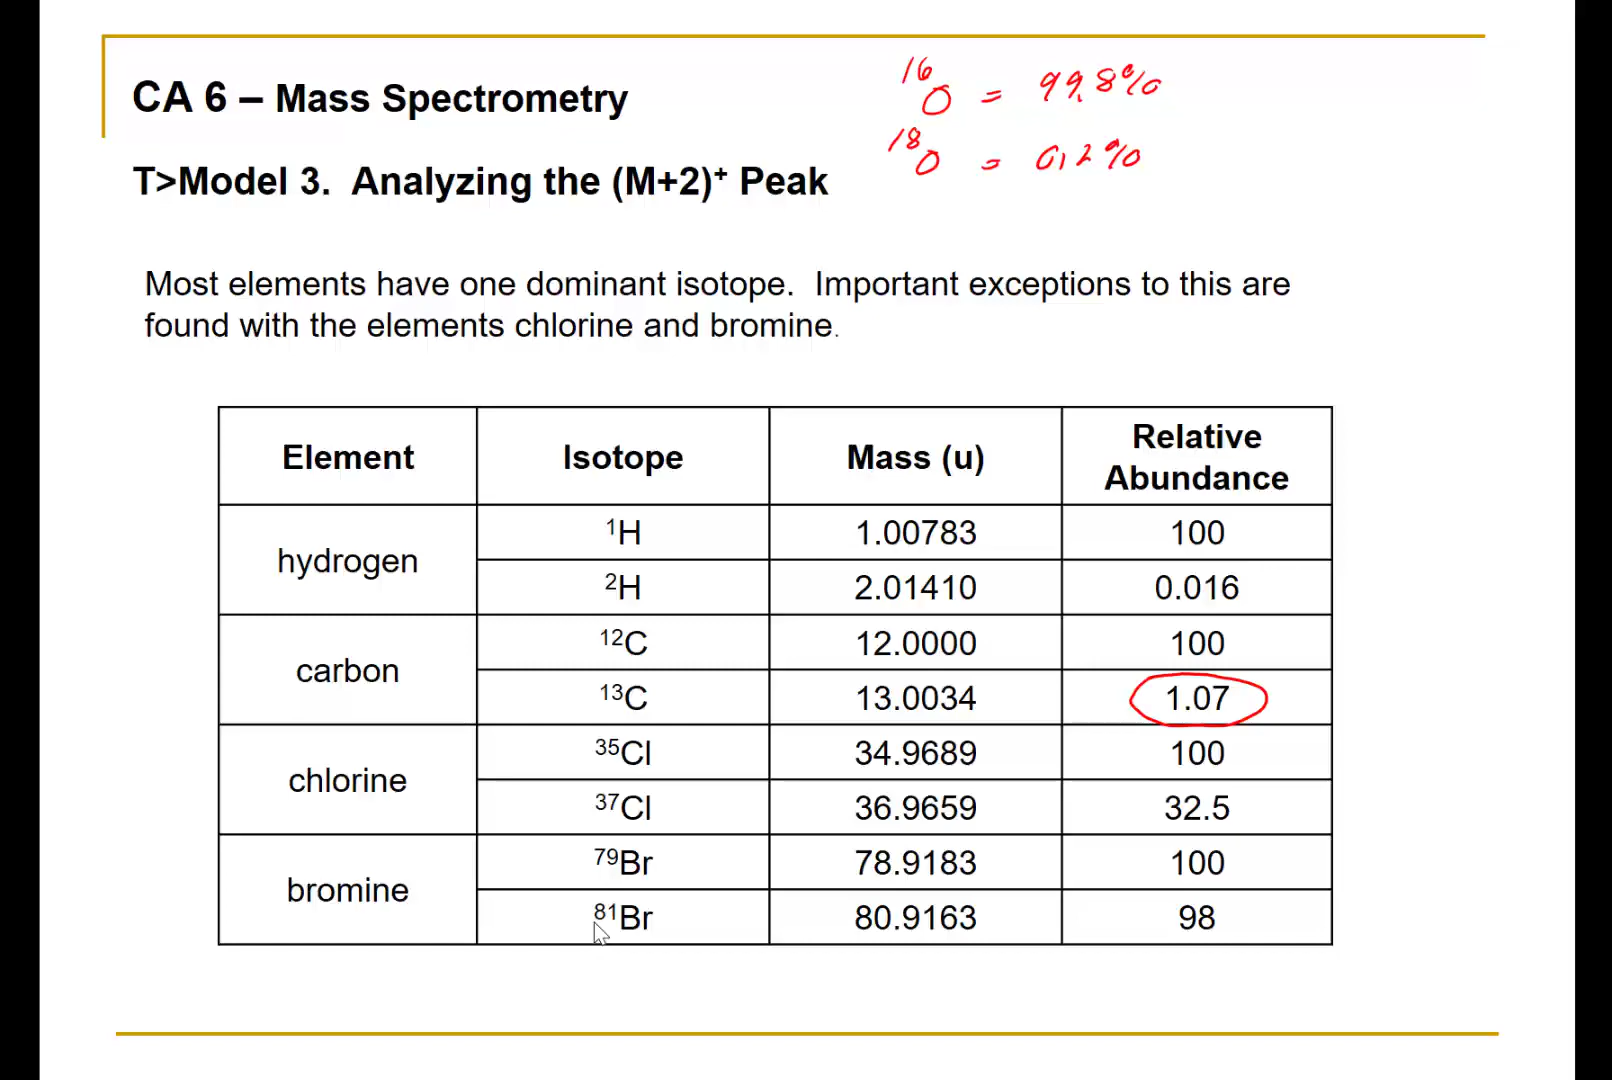 CA 6 – Mass Spectrometry
¹⁶O = 99.8%
¹⁸O = 0.2%
T>Model 3. Analyzing the (M+2)⁺ Peak
Most elements have one dominant isotope. Important exceptions to this are
found with the elements chlorine and bromine.
Element Isotope Mass (u) Relative Abundance
hydrogen ¹H 1.00783 100
²H 2.01410 0.016
carbon ¹²C 12.0000 100
¹³C 13.0034 1.07
chlorine ³⁵Cl 34.9689 100
³⁷Cl 36.9659 32.5
bromine ⁷⁹Br 78.9183 100
⁸¹Br 80.9163 98